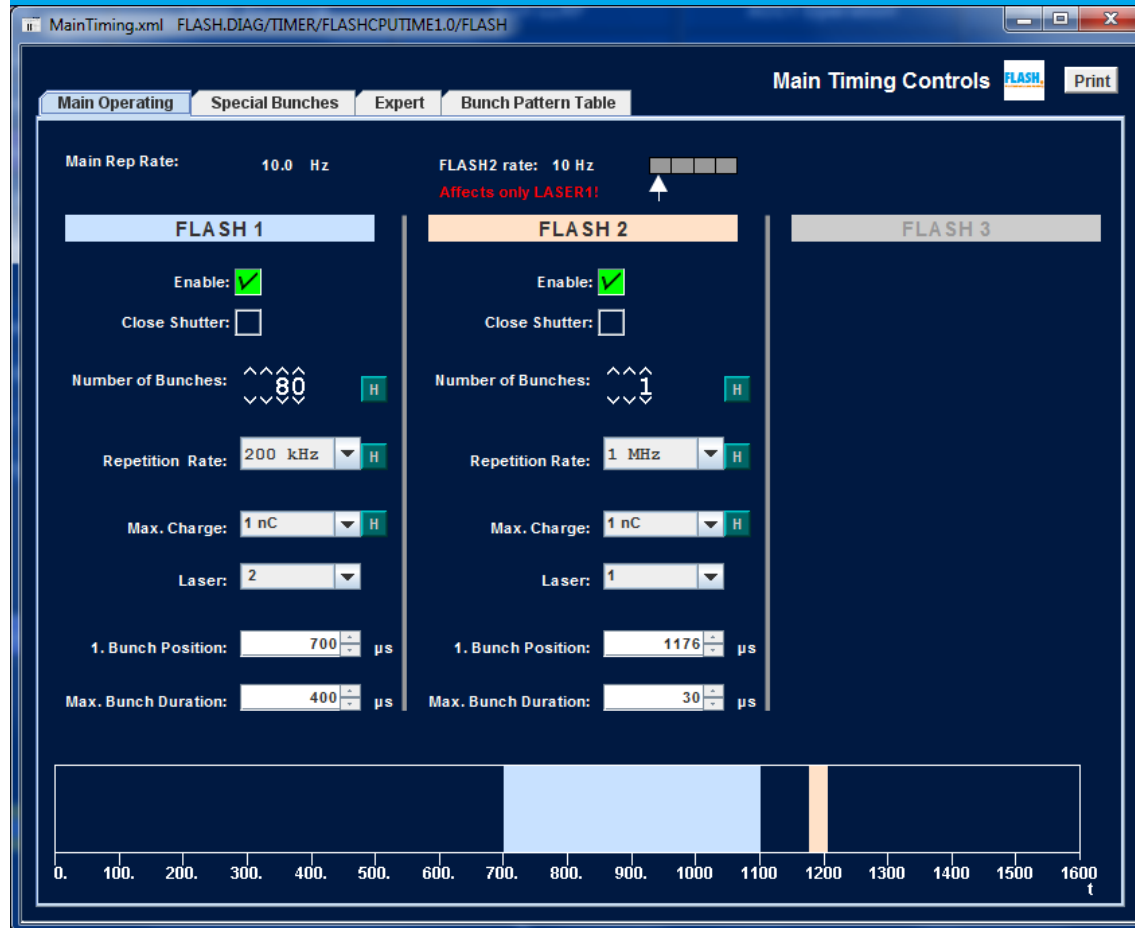 MainTiming.xml FLASH.DIAG/TIMER/FLASHCPUTIME1.0/FLASH
Main Timing Controls FLASH. Print
Main Operating Special Bunches Expert Bunch Pattern Table
Main Rep Rate: 10.0 Hz FLASH2 rate: 10 Hz
Affects only LASER1!
FLASH 1 FLASH 2 FLASH 3
Enable: Enable:
Close Shutter: Close Shutter:
Number of Bunches: 80 H Number of Bunches: 1 H
Repetition Rate: 200 kHz H Repetition Rate: 1 MHz H
Max. Charge: 1 nC H Max. Charge: 1 nC H
Laser: 2 Laser: 1
1. Bunch Position: 700 µs 1. Bunch Position: 1176 µs
Max. Bunch Duration: 400 µs Max. Bunch Duration: 30 µs
0. 100. 200. 300. 400. 500. 600. 700. 800. 900. 1000 1100 1200 1300 1400 1500 1600
t